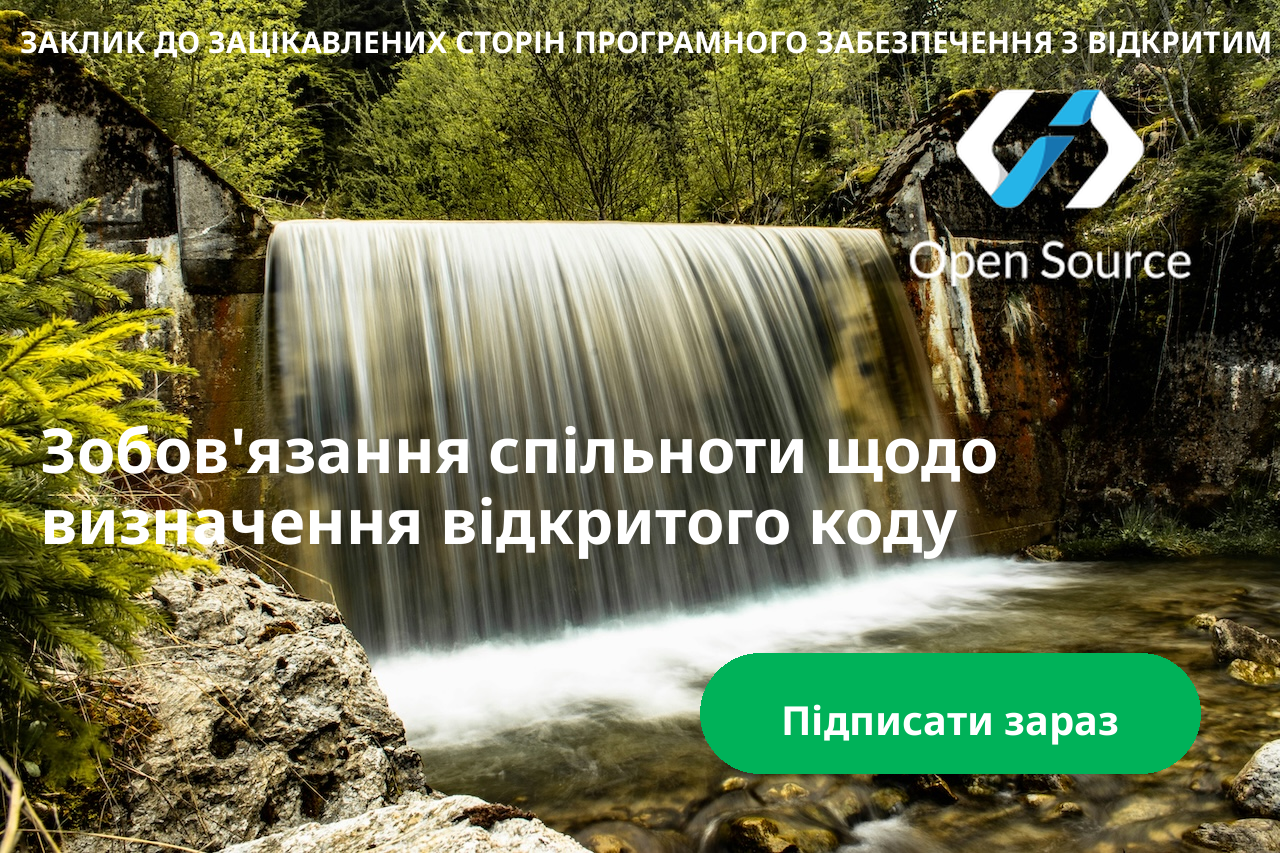 ЗАКЛИК ДО ЗАЦІКАВЛЕНИХ СТОРІН ПРОГРАМНОГО ЗАБЕЗПЕЧЕННЯ З ВІДКРИТИМ
Open Source
Зобов'язання спільноти щодо
визначення відкритого коду
Підписати зараз